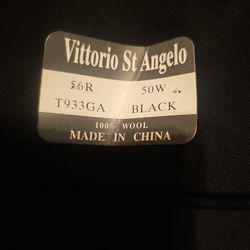 Vittorio St Angelo
56R 50W
T933GA BLACK
100% WOOL
MADE IN CHINA